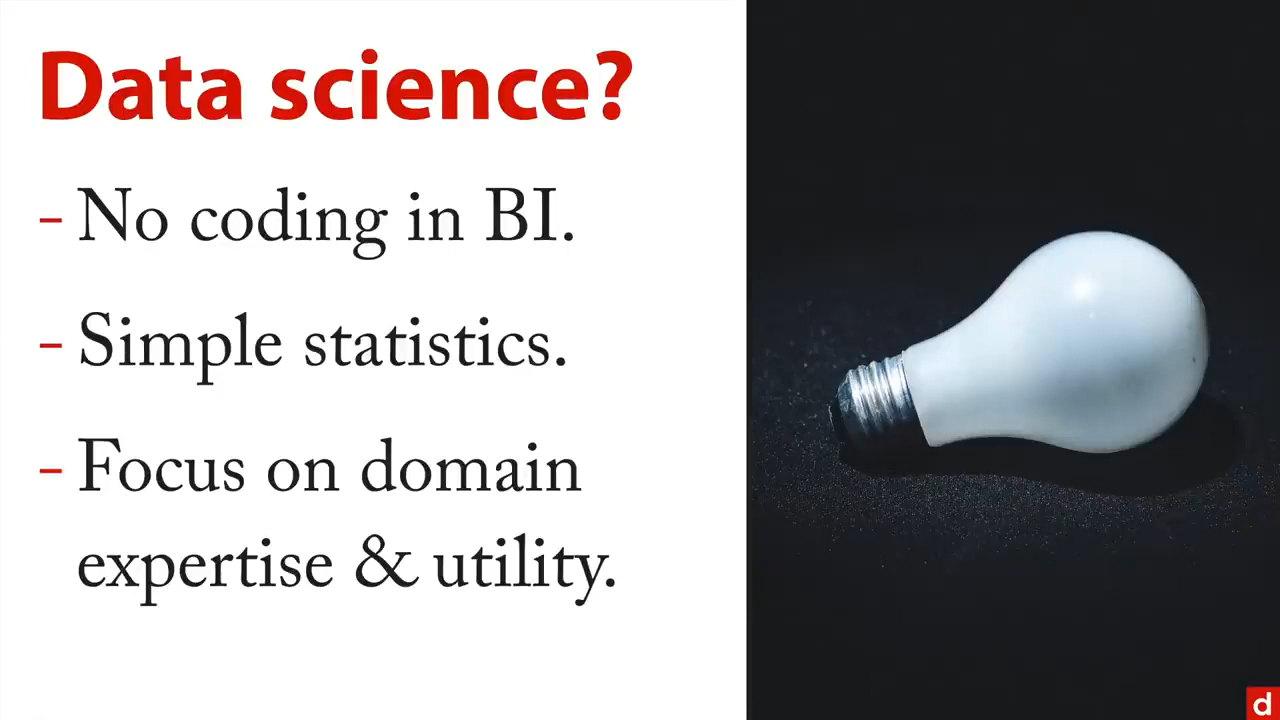 Data science?
- No coding in BI.
- Simple statistics.
- Focus on domain
expertise & utility.
d